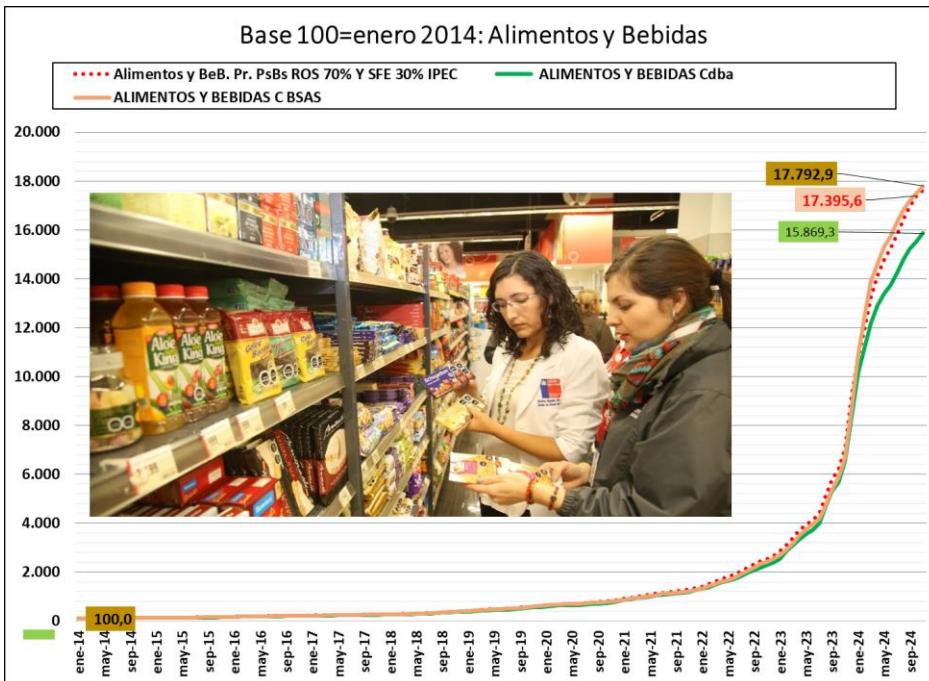 Base 100=enero 2014: Alimentos y Bebidas
Alimentos y BeB. Pr. PsBs ROS 70% Y SFE 30% IPEC
ALIMENTOS Y BEBIDAS Cdba
ALIMENTOS Y BEBIDAS C BSAS
20.000
18.000
16.000
14.000
12.000
10.000
8.000
6.000
4.000
2.000
0
17.792,9
17.395,6
15.869,3
100,0
Aloe King
Aloe King
Aloe King
ene-14
may-14
sep-14
ene-15
may-15
sep-15
ene-16
may-16
sep-16
ene-17
may-17
sep-17
ene-18
may-18
sep-18
ene-19
may-19
sep-19
ene-20
may-20
sep-20
ene-21
may-21
sep-21
ene-22
may-22
sep-22
ene-23
may-23
sep-23
ene-24
may-24
sep-24